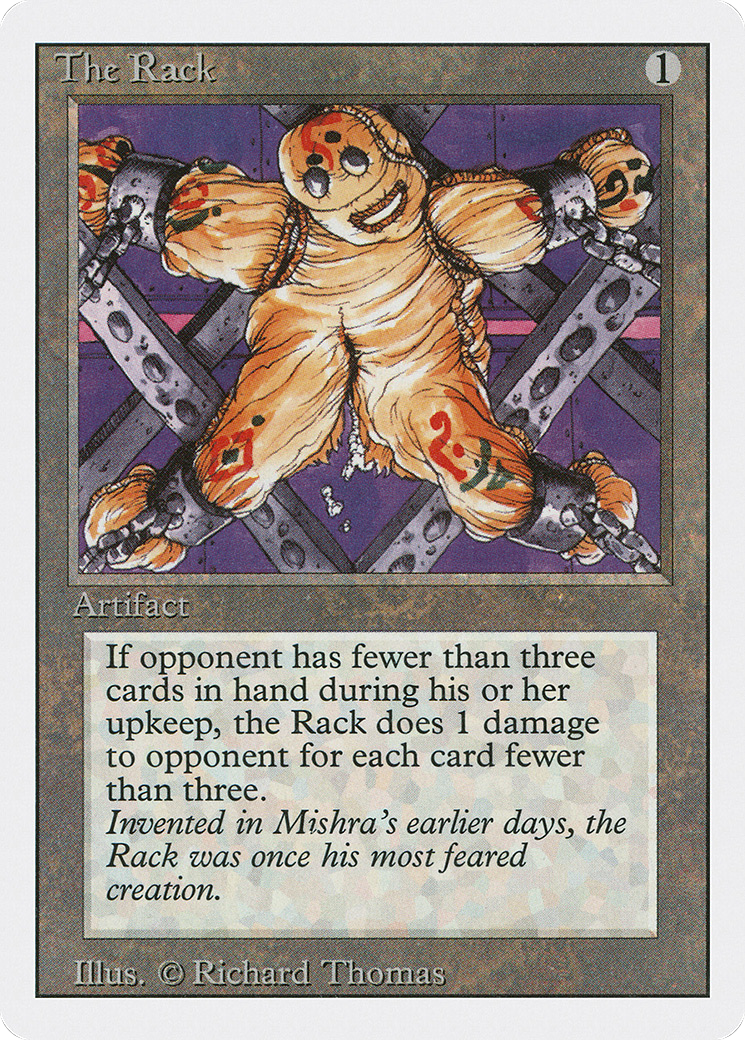 The Rack 1
Artifact
If opponent has fewer than three
cards in hand during his or her
upkeep, the Rack does 1 damage
to opponent for each card fewer
than three.
Invented in Mishra's earlier days, the
Rack was once his most feared
creation.
Illus. © Richard Thomas